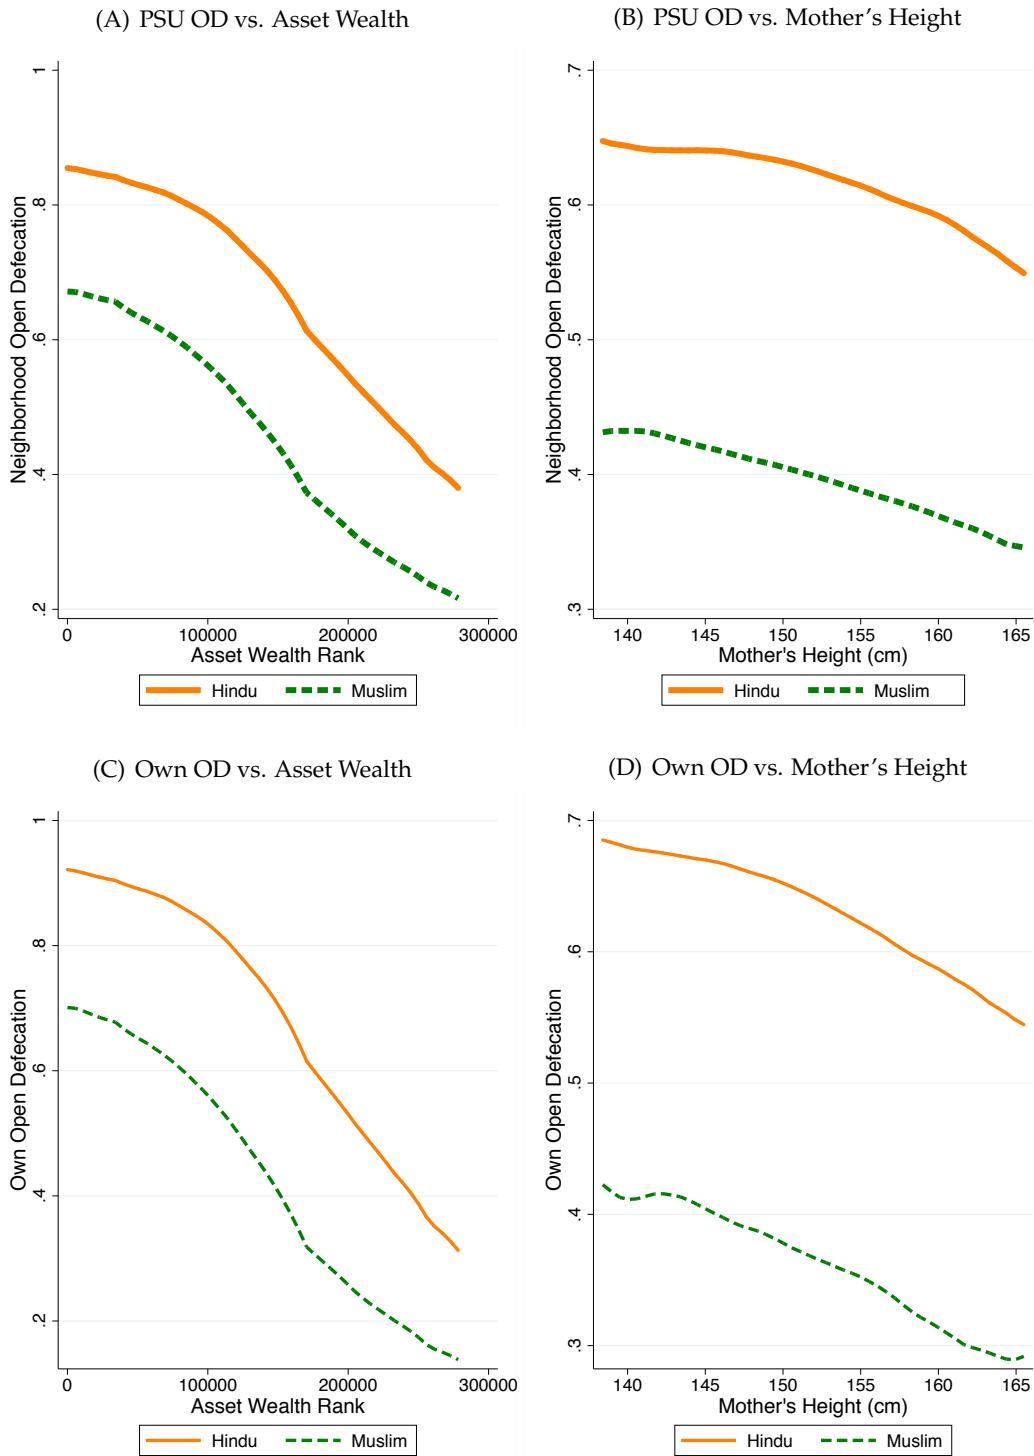 (A) PSU OD vs. Asset Wealth
Neighborhood Open Defecation
1
.8
.6
.4
.2
0 100000 200000 300000
Asset Wealth Rank
Hindu Muslim
(B) PSU OD vs. Mother's Height
Neighborhood Open Defecation
.7
.6
.5
.4
.3
140 145 150 155 160 165
Mother's Height (cm)
Hindu Muslim
(C) Own OD vs. Asset Wealth
Own Open Defecation
1
.8
.6
.4
.2
0 100000 200000 300000
Asset Wealth Rank
Hindu Muslim
(D) Own OD vs. Mother's Height
Own Open Defecation
.7
.6
.5
.4
.3
140 145 150 155 160 165
Mother's Height (cm)
Hindu Muslim